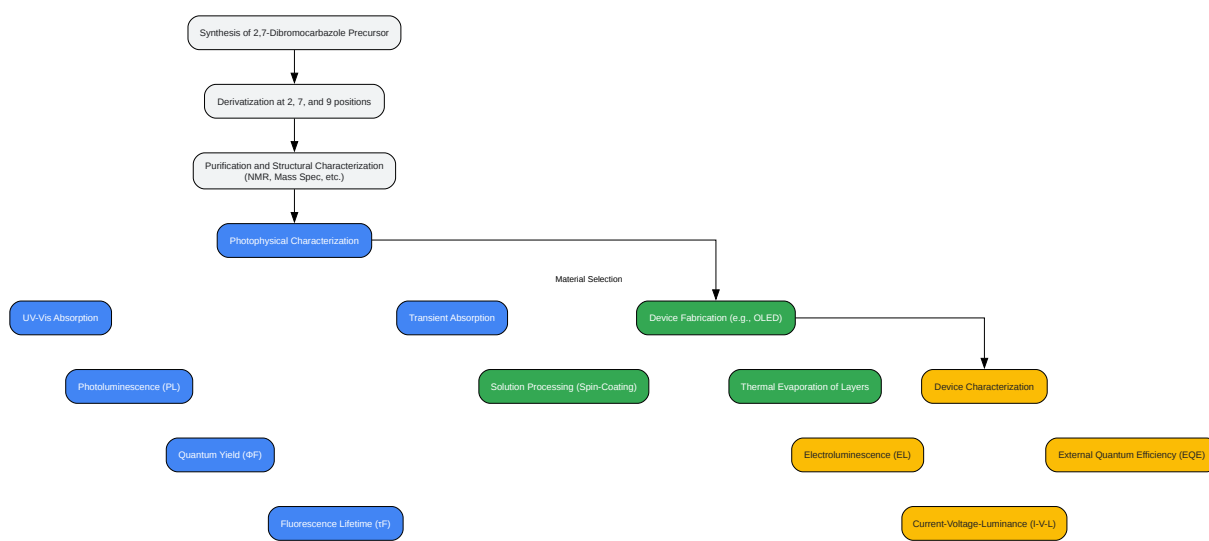 Synthesis of 2,7-Dibromocarbazole Precursor
Derivatization at 2, 7, and 9 positions
Purification and Structural Characterization
(NMR, Mass Spec, etc.)
Photophysical Characterization
Material Selection
UV-Vis Absorption
Transient Absorption
Device Fabrication (e.g., OLED)
Photoluminescence (PL)
Solution Processing (Spin-Coating)
Thermal Evaporation of Layers
Device Characterization
Quantum Yield (ΦF)
Electroluminescence (EL)
External Quantum Efficiency (EQE)
Fluorescence Lifetime (τF)
Current-Voltage-Luminance (I-V-L)